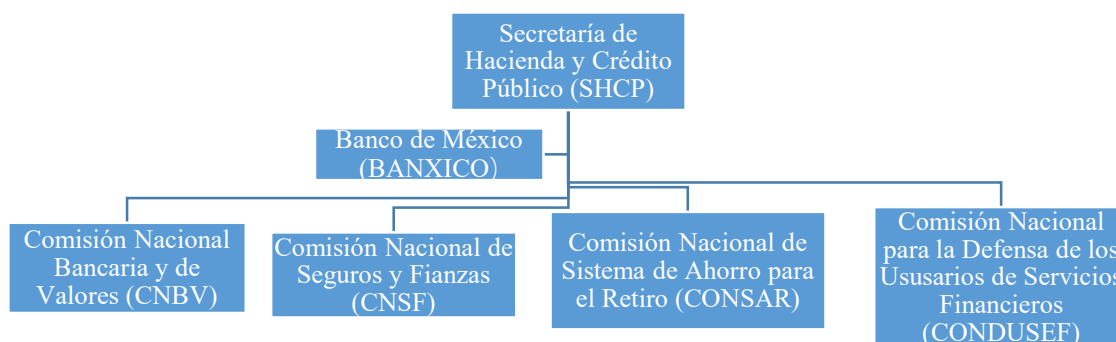 Secretaría de
Hacienda y Crédito
Público (SHCP)
Banco de México
(BANXICO）
Comisión Nacional
Bancaria y de
Valores (CNBV)
Comisión Nacional de
Seguros y Fianzas
(CNSF)
Comisión Nacional de
Sistema de Ahorro para
el Retiro (CONSAR)
Comisión Nacional
para la Defensa de los
Ususarios de Servicios
Financieros
(CONDUSEF)